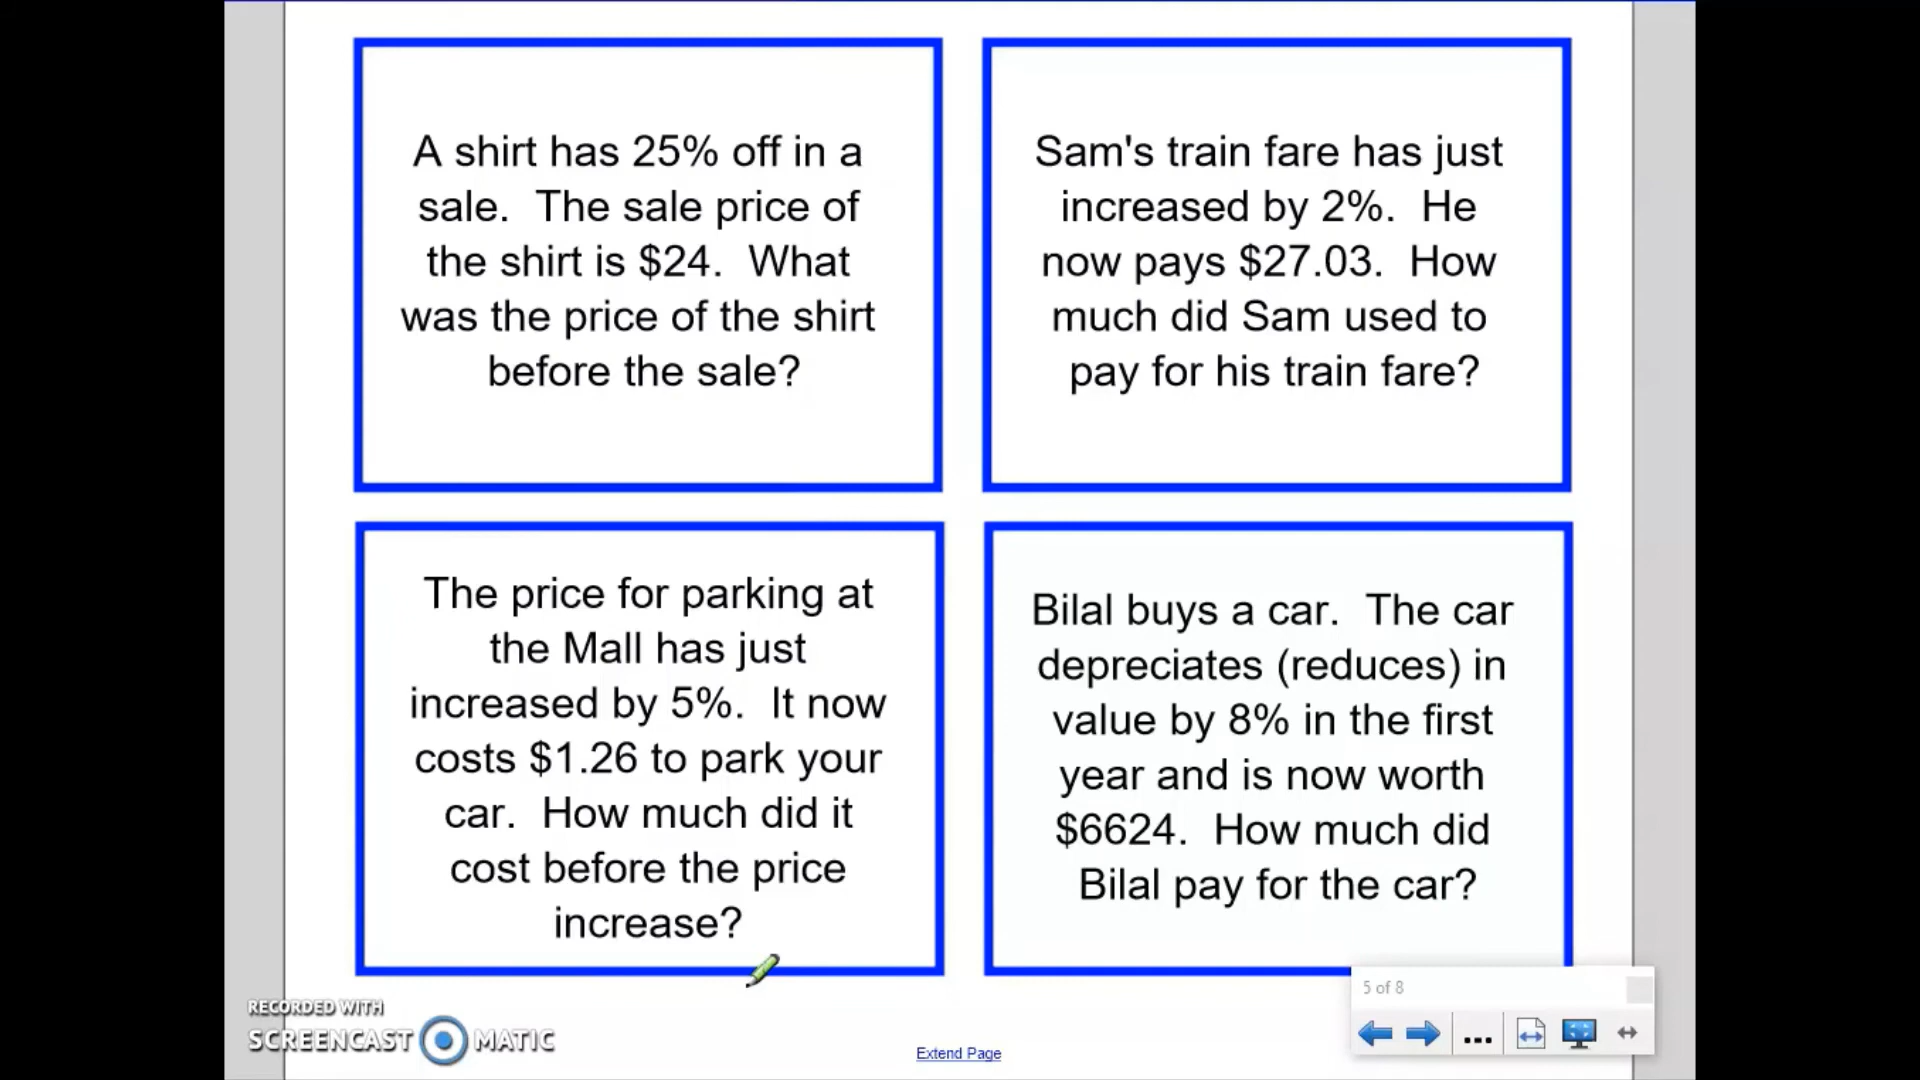 A shirt has 25% off in a
sale. The sale price of
the shirt is $24. What
was the price of the shirt
before the sale?
Sam's train fare has just
increased by 2%. He
now pays $27.03. How
much did Sam used to
pay for his train fare?
The price for parking at
the Mall has just
increased by 5%. It now
costs $1.26 to park your
car. How much did it
cost before the price
increase?
Bilal buys a car. The car
depreciates (reduces) in
value by 8% in the first
year and is now worth
$6624. How much did
Bilal pay for the car?
5 of 8
RECORDED WITH
SCREENCAST MATIC
Extend Page